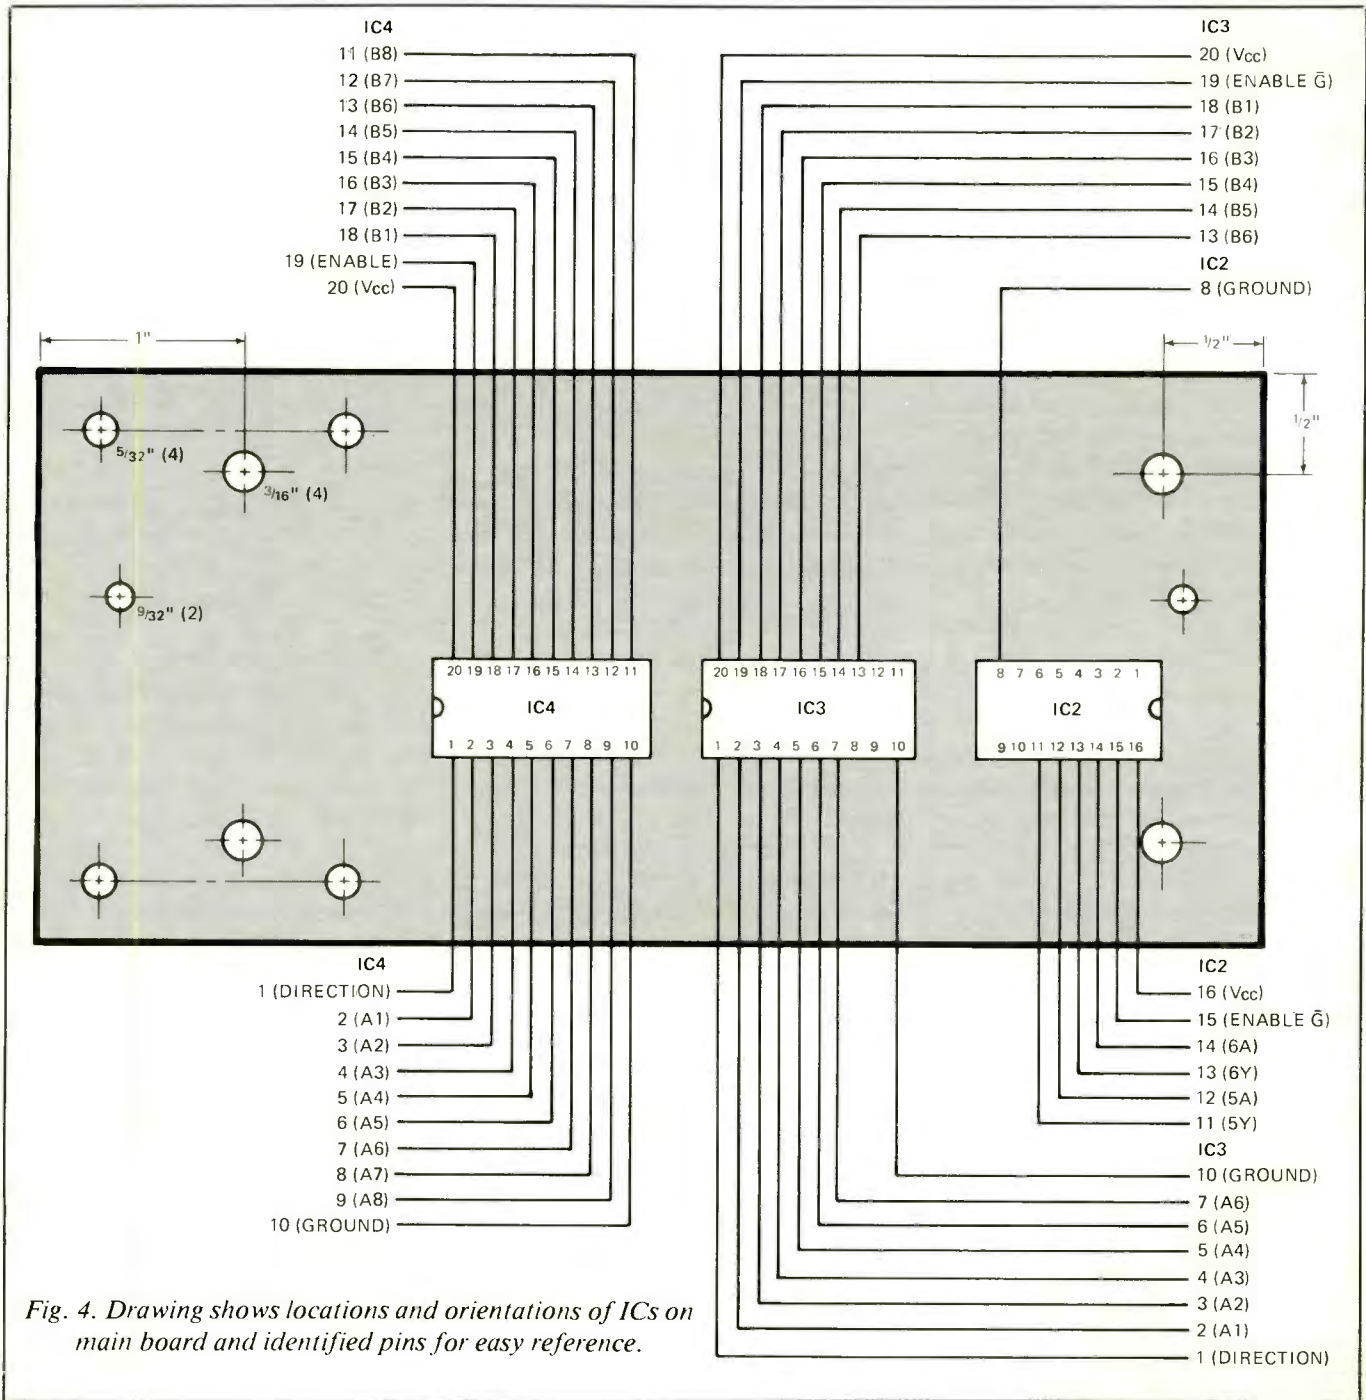 IC4
11 (B8)
12 (B7)
13 (B6)
14 (B5)
15 (B4)
16 (B3)
17 (B2)
18 (B1)
19 (ENABLE)
20 (Vcc)
IC3
20 (Vcc)
19 (ENABLE G̅)
18 (B1)
17 (B2)
16 (B3)
15 (B4)
14 (B5)
13 (B6)
IC2
8 (GROUND)
1"
1/2"
1/2"
5/32" (4)
3/16" (4)
9/32" (2)
20 19 18 17 16 15 14 13 12 11
IC4
1 2 3 4 5 6 7 8 9 10
20 19 18 17 16 15 14 13 12 11
IC3
1 2 3 4 5 6 7 8 9 10
8 7 6 5 4 3 2 1
IC2
9 10 11 12 13 14 15 16
IC4
1 (DIRECTION)
2 (A1)
3 (A2)
4 (A3)
5 (A4)
6 (A5)
7 (A6)
8 (A7)
9 (A8)
10 (GROUND)
IC2
16 (Vcc)
15 (ENABLE G̅)
14 (6A)
13 (6Y)
12 (5A)
11 (5Y)
IC3
10 (GROUND)
7 (A6)
6 (A5)
5 (A4)
4 (A3)
3 (A2)
2 (A1)
1 (DIRECTION)
Fig. 4. Drawing shows locations and orientations of ICs on
main board and identified pins for easy reference.